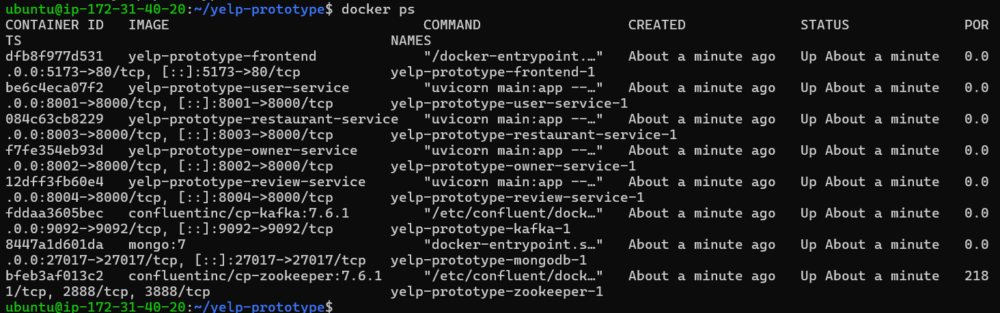 ubuntu@ip-172-31-40-20:~/yelp-prototype$ docker ps
CONTAINER ID   IMAGE                               COMMAND                  CREATED              STATUS              POR
TS                                             NAMES
dfb8f977d531   yelp-prototype-frontend             "/docker-entrypoint.…"   About a minute ago   Up About a minute   0.0
.0.0:5173->80/tcp, [::]:5173->80/tcp           yelp-prototype-frontend-1
be6c4eca07f2   yelp-prototype-user-service         "uvicorn main:app --…"   About a minute ago   Up About a minute   0.0
.0.0:8001->8000/tcp, [::]:8001->8000/tcp       yelp-prototype-user-service-1
084c63cb8229   yelp-prototype-restaurant-service   "uvicorn main:app --…"   About a minute ago   Up About a minute   0.0
.0.0:8003->8000/tcp, [::]:8003->8000/tcp       yelp-prototype-restaurant-service-1
f7fe354eb93d   yelp-prototype-owner-service        "uvicorn main:app --…"   About a minute ago   Up About a minute   0.0
.0.0:8002->8000/tcp, [::]:8002->8000/tcp       yelp-prototype-owner-service-1
12dff3fb60e4   yelp-prototype-review-service       "uvicorn main:app --…"   About a minute ago   Up About a minute   0.0
.0.0:8004->8000/tcp, [::]:8004->8000/tcp       yelp-prototype-review-service-1
fddaa3605bec   confluentinc/cp-kafka:7.6.1         "/etc/confluent/dock…"   About a minute ago   Up About a minute   0.0
.0.0:9092->9092/tcp, [::]:9092->9092/tcp       yelp-prototype-kafka-1
8447a1d601da   mongo:7                             "docker-entrypoint.s…"   About a minute ago   Up About a minute   0.0
.0.0:27017->27017/tcp, [::]:27017->27017/tcp   yelp-prototype-mongodb-1
bfeb3af013c2   confluentinc/cp-zookeeper:7.6.1     "/etc/confluent/dock…"   About a minute ago   Up About a minute   218
1/tcp, 2888/tcp, 3888/tcp                      yelp-prototype-zookeeper-1
ubuntu@ip-172-31-40-20:~/yelp-prototype$